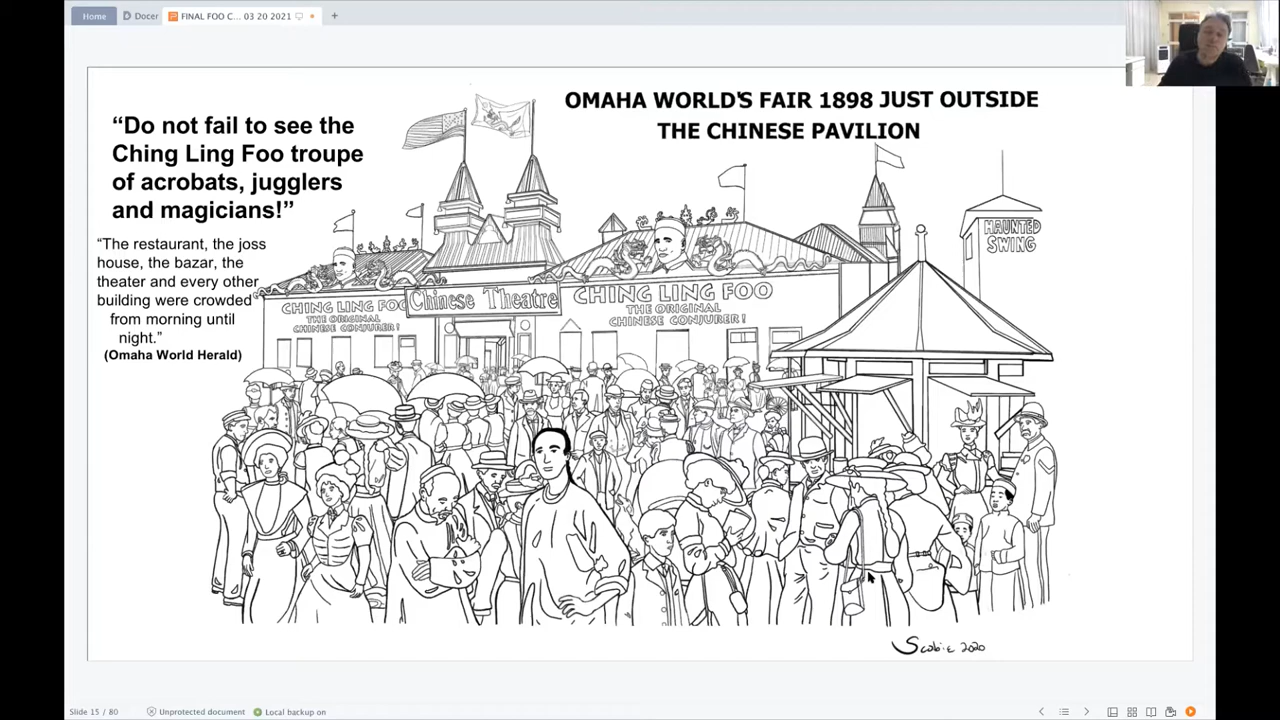 Home
Docer
FINAL FOO C... 03 20 2021
OMAHA WORLD'S FAIR 1898 JUST OUTSIDE
THE CHINESE PAVILION
“Do not fail to see the
Ching Ling Foo troupe
of acrobats, jugglers
and magicians!”
“The restaurant, the joss
house, the bazar, the
theater and every other
building were crowded
from morning until
night.”
(Omaha World Herald)
HAUNTED
SWING
CHING LING FOO
THE ORIGINAL
CHINESE CONJURER!
Chinese Theatre
CHING LING FOO
THE ORIGINAL
CHINESE CONJURER!
Scabie 2020
Slide 15 / 80
Unprotected document
Local backup on